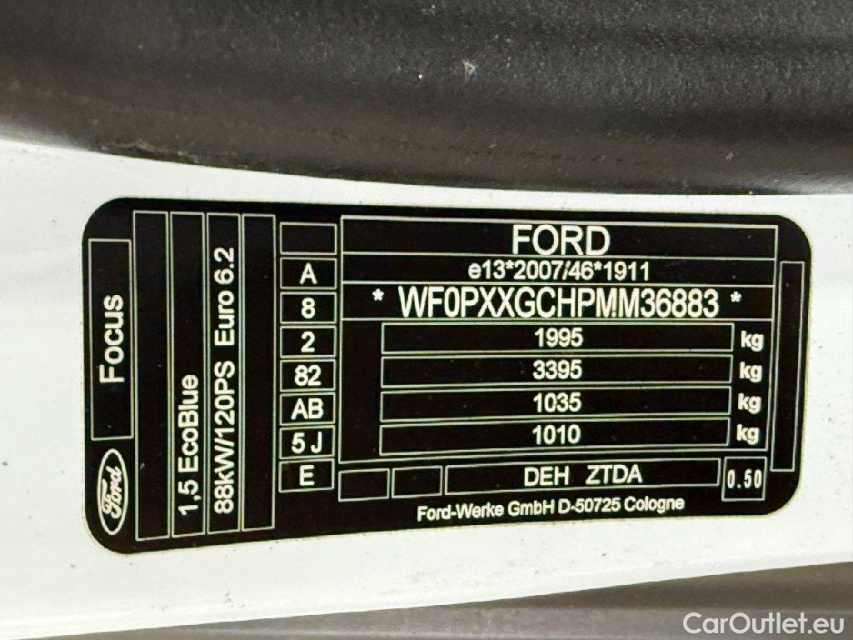 FORD
e13*2007/46*1911
* WF0PXXGCHPMM36883 *
1995 kg
3395 kg
1035 kg
1010 kg
DEH ZTDA
0.50
Ford-Werke GmbH D-50725 Cologne
A
8
2
82
AB
5 J
E
Focus
Ford
1,5 EcoBlue
88kW/120PS Euro 6.2
CarOutlet.eu